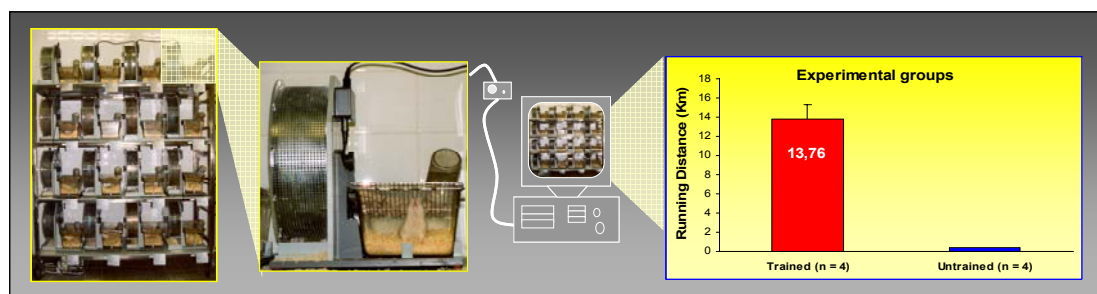 Experimental groups
Running Distance (Km)
18
16
14
12
10
8
6
4
2
0
13,76
Trained (n = 4)
Untrained (n = 4)